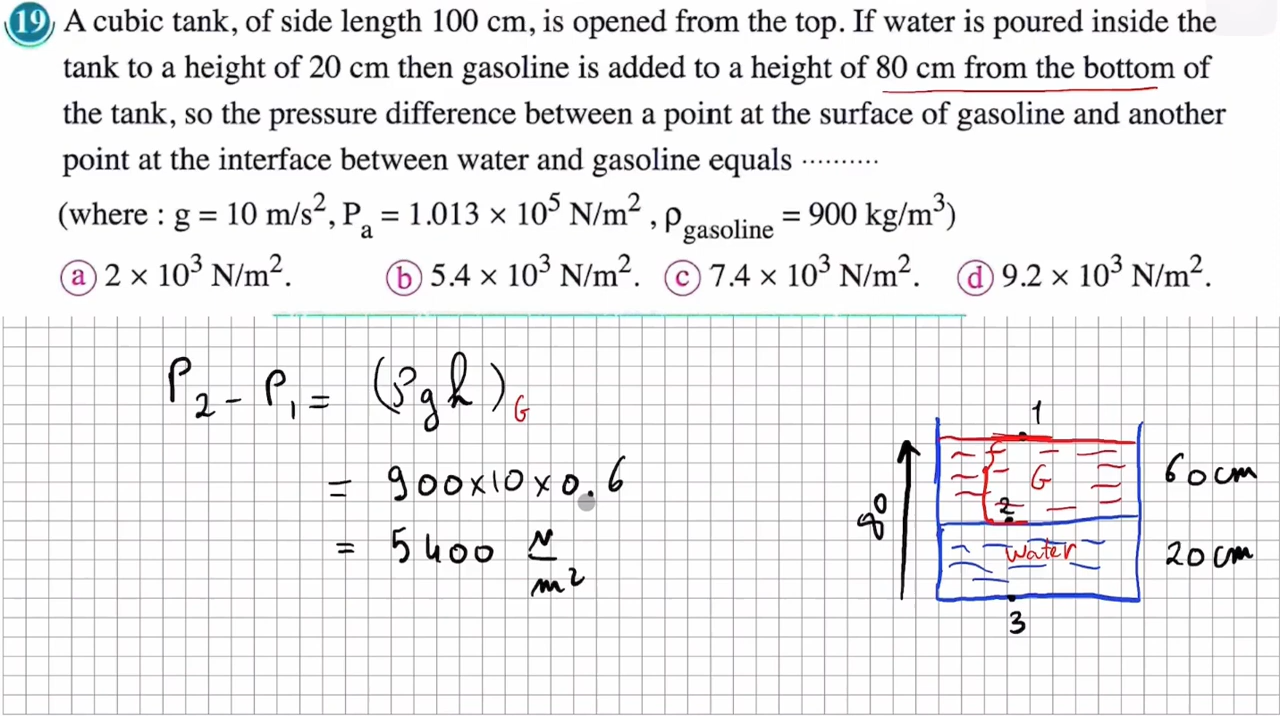 19 A cubic tank, of side length 100 cm, is opened from the top. If water is poured inside the
tank to a height of 20 cm then gasoline is added to a height of 80 cm from the bottom of
the tank, so the pressure difference between a point at the surface of gasoline and another
point at the interface between water and gasoline equals ··········
(where : g = 10 m/s², Pₐ = 1.013 × 10⁵ N/m² , ρgasoline = 900 kg/m³)
a 2 × 10³ N/m². b 5.4 × 10³ N/m². c 7.4 × 10³ N/m². d 9.2 × 10³ N/m².
P₂ - P₁ = (ρgh)G
= 900×10×0.6
= 5400 N/m²
1
G
60cm
2
80
water
20cm
3